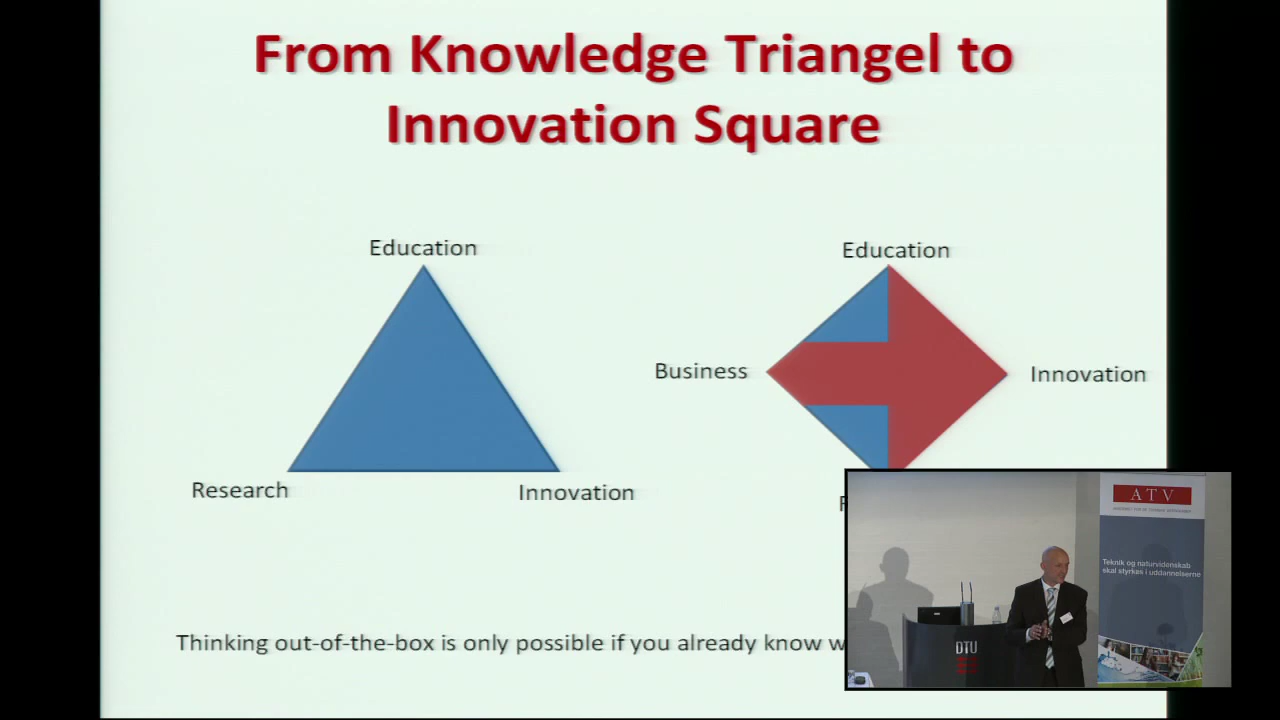 From Knowledge Triangel to
Innovation Square
Education
Education
Business
Innovation
Research
Innovation
Thinking out-of-the-box is only possible if you already know
ATV
Teknik og naturvidenskab
skal styrkes i uddannelserne
DTU